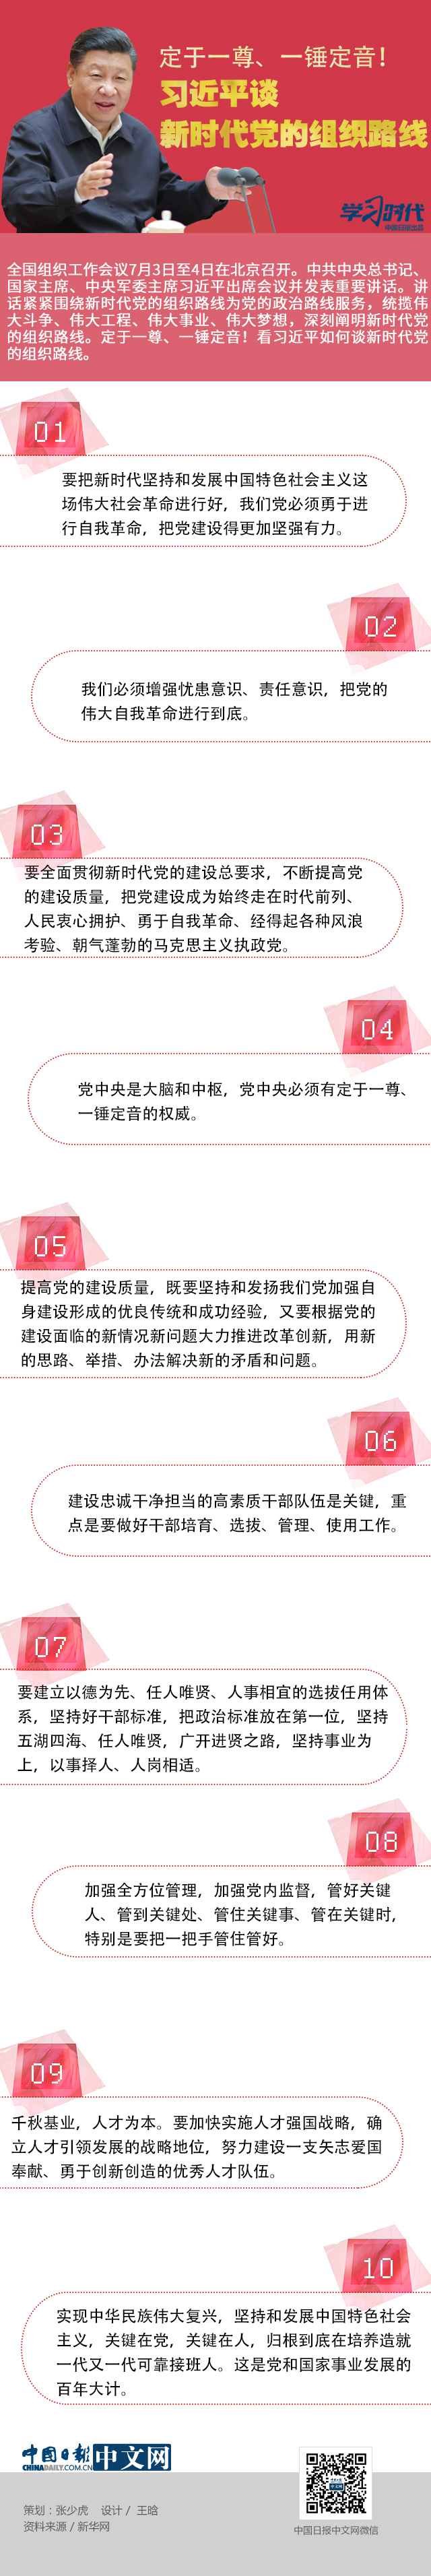 定于一尊、一锤定音！
习近平谈
新时代党的组织路线
学习时代
中国日报出品
全国组织工作会议7月3日至4日在北京召开。中共中央总书记、
国家主席、中央军委主席习近平出席会议并发表重要讲话。讲
话紧紧围绕新时代党的组织路线为党的政治路线服务，统揽伟
大斗争、伟大工程、伟大事业、伟大梦想，深刻阐明新时代党
的组织路线。定于一尊、一锤定音！看习近平如何谈新时代党
的组织路线。
01
要把新时代坚持和发展中国特色社会主义这
场伟大社会革命进行好，我们党必须勇于进
行自我革命，把党建设得更加坚强有力。
02
我们必须增强忧患意识、责任意识，把党的
伟大自我革命进行到底。
03
要全面贯彻新时代党的建设总要求，不断提高党
的建设质量，把党建设成为始终走在时代前列、
人民衷心拥护、勇于自我革命、经得起各种风浪
考验、朝气蓬勃的马克思主义执政党。
04
党中央是大脑和中枢，党中央必须有定于一尊、
一锤定音的权威。
05
提高党的建设质量，既要坚持和发扬我们党加强自
身建设形成的优良传统和成功经验，又要根据党的
建设面临的新情况新问题大力推进改革创新，用新
的思路、举措、办法解决新的矛盾和问题。
06
建设忠诚干净担当的高素质干部队伍是关键，重
点是要做好干部培育、选拔、管理、使用工作。
07
要建立以德为先、任人唯贤、人事相宜的选拔任用体
系，坚持好干部标准，把政治标准放在第一位，坚持
五湖四海、任人唯贤，广开进贤之路，坚持事业为
上，以事择人、人岗相适。
08
加强全方位管理，加强党内监督，管好关键
人、管到关键处、管住关键事、管在关键时，
特别是要把一把手管住管好。
09
千秋基业，人才为本。要加快实施人才强国战略，确
立人才引领发展的战略地位，努力建设一支矢志爱国
奉献、勇于创新创造的优秀人才队伍。
10
实现中华民族伟大复兴，坚持和发展中国特色社会
主义，关键在党，关键在人，归根到底在培养造就
一代又一代可靠接班人。这是党和国家事业发展的
百年大计。
中国日报中文网
CHINADAILY.COM.CN
策划：张少虎 设计 / 王晗
资料来源 / 新华网
中国日报中文网微信